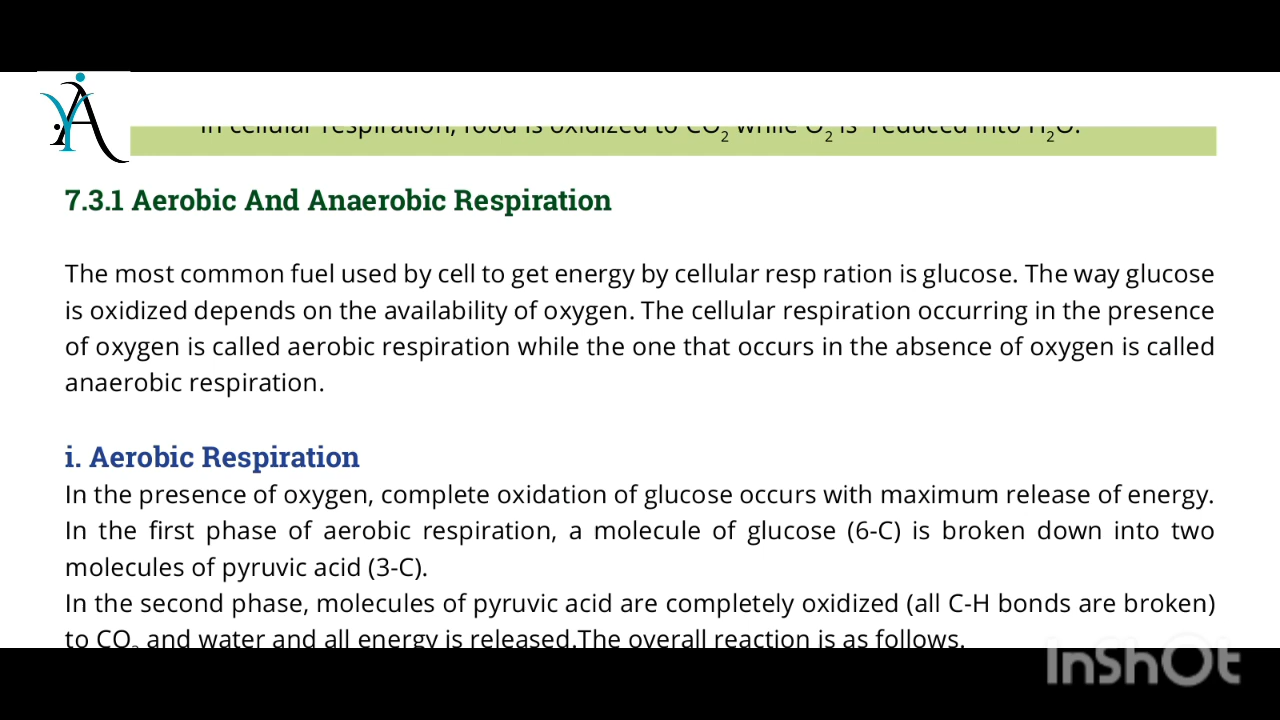 In cellular respiration, food is oxidized to CO₂ while O₂ is reduced into H₂O.
7.3.1 Aerobic And Anaerobic Respiration
The most common fuel used by cell to get energy by cellular resp ration is glucose. The way glucose
is oxidized depends on the availability of oxygen. The cellular respiration occurring in the presence
of oxygen is called aerobic respiration while the one that occurs in the absence of oxygen is called
anaerobic respiration.
i. Aerobic Respiration
In the presence of oxygen, complete oxidation of glucose occurs with maximum release of energy.
In the first phase of aerobic respiration, a molecule of glucose (6-C) is broken down into two
molecules of pyruvic acid (3-C).
In the second phase, molecules of pyruvic acid are completely oxidized (all C-H bonds are broken)
to CO₂ and water and all energy is released.The overall reaction is as follows.
InShOt